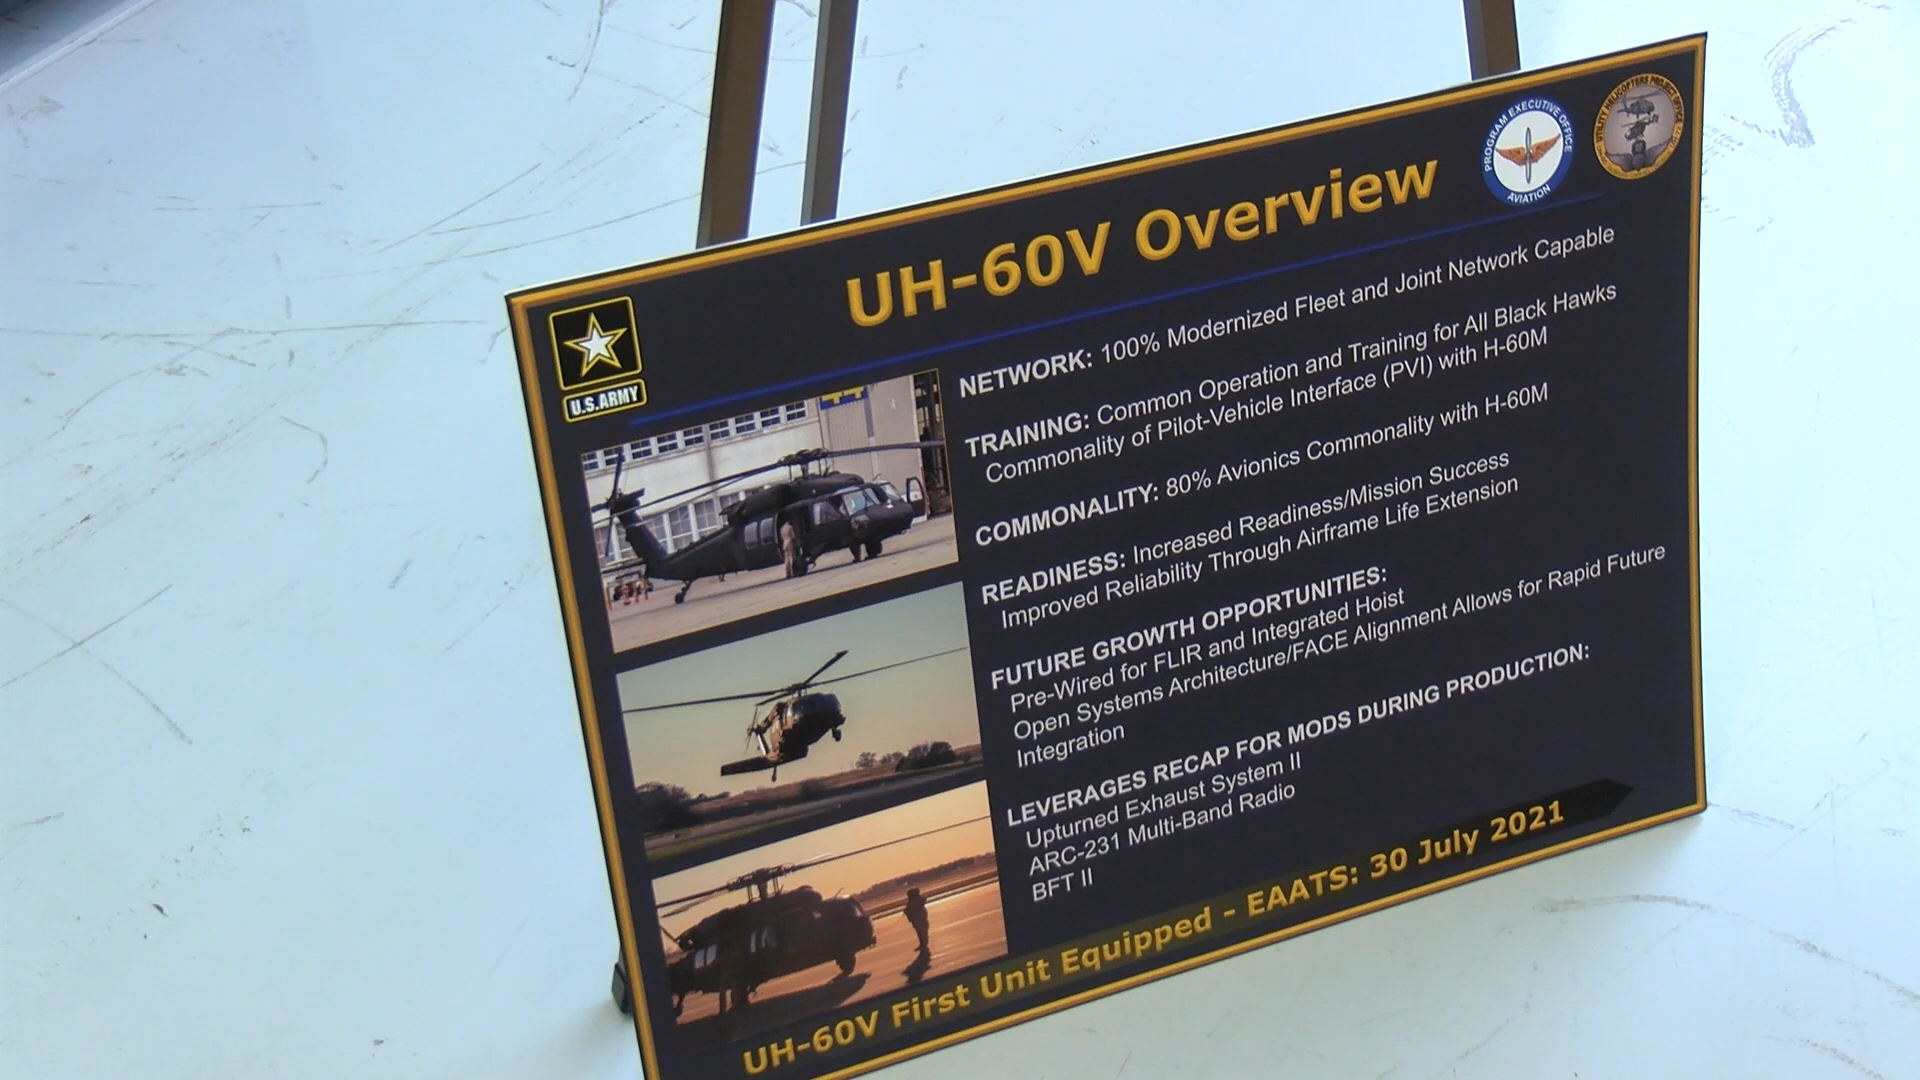 UH-60V Overview
PROGRAM EXECUTIVE OFFICE
AVIATION
UTILITY HELICOPTERS PROJECT OFFICE
U.S.ARMY
44
NETWORK: 100% Modernized Fleet and Joint Network Capable
TRAINING: Common Operation and Training for All Black Hawks
Commonality of Pilot-Vehicle Interface (PVI) with H-60M
COMMONALITY: 80% Avionics Commonality with H-60M
READINESS: Increased Readiness/Mission Success
Improved Reliability Through Airframe Life Extension
FUTURE GROWTH OPPORTUNITIES:
Pre-Wired for FLIR and Integrated Hoist
Open Systems Architecture/FACE Alignment Allows for Rapid Future
Integration
LEVERAGES RECAP FOR MODS DURING PRODUCTION:
Upturned Exhaust System II
ARC-231 Multi-Band Radio
BFT II
UH-60V First Unit Equipped - EAATS: 30 July 2021